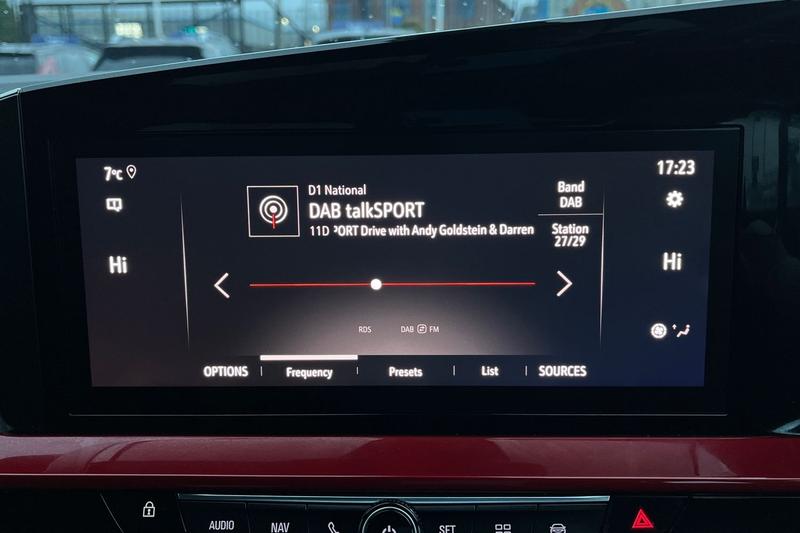 7°C
17:23
D1 National
DAB talkSPORT
11D ³ORT Drive with Andy Goldstein & Darren
Band
DAB
Station
27/29
Hi
Hi
RDS DAB FM
OPTIONS Frequency Presets List SOURCES
AUDIO NAV SET